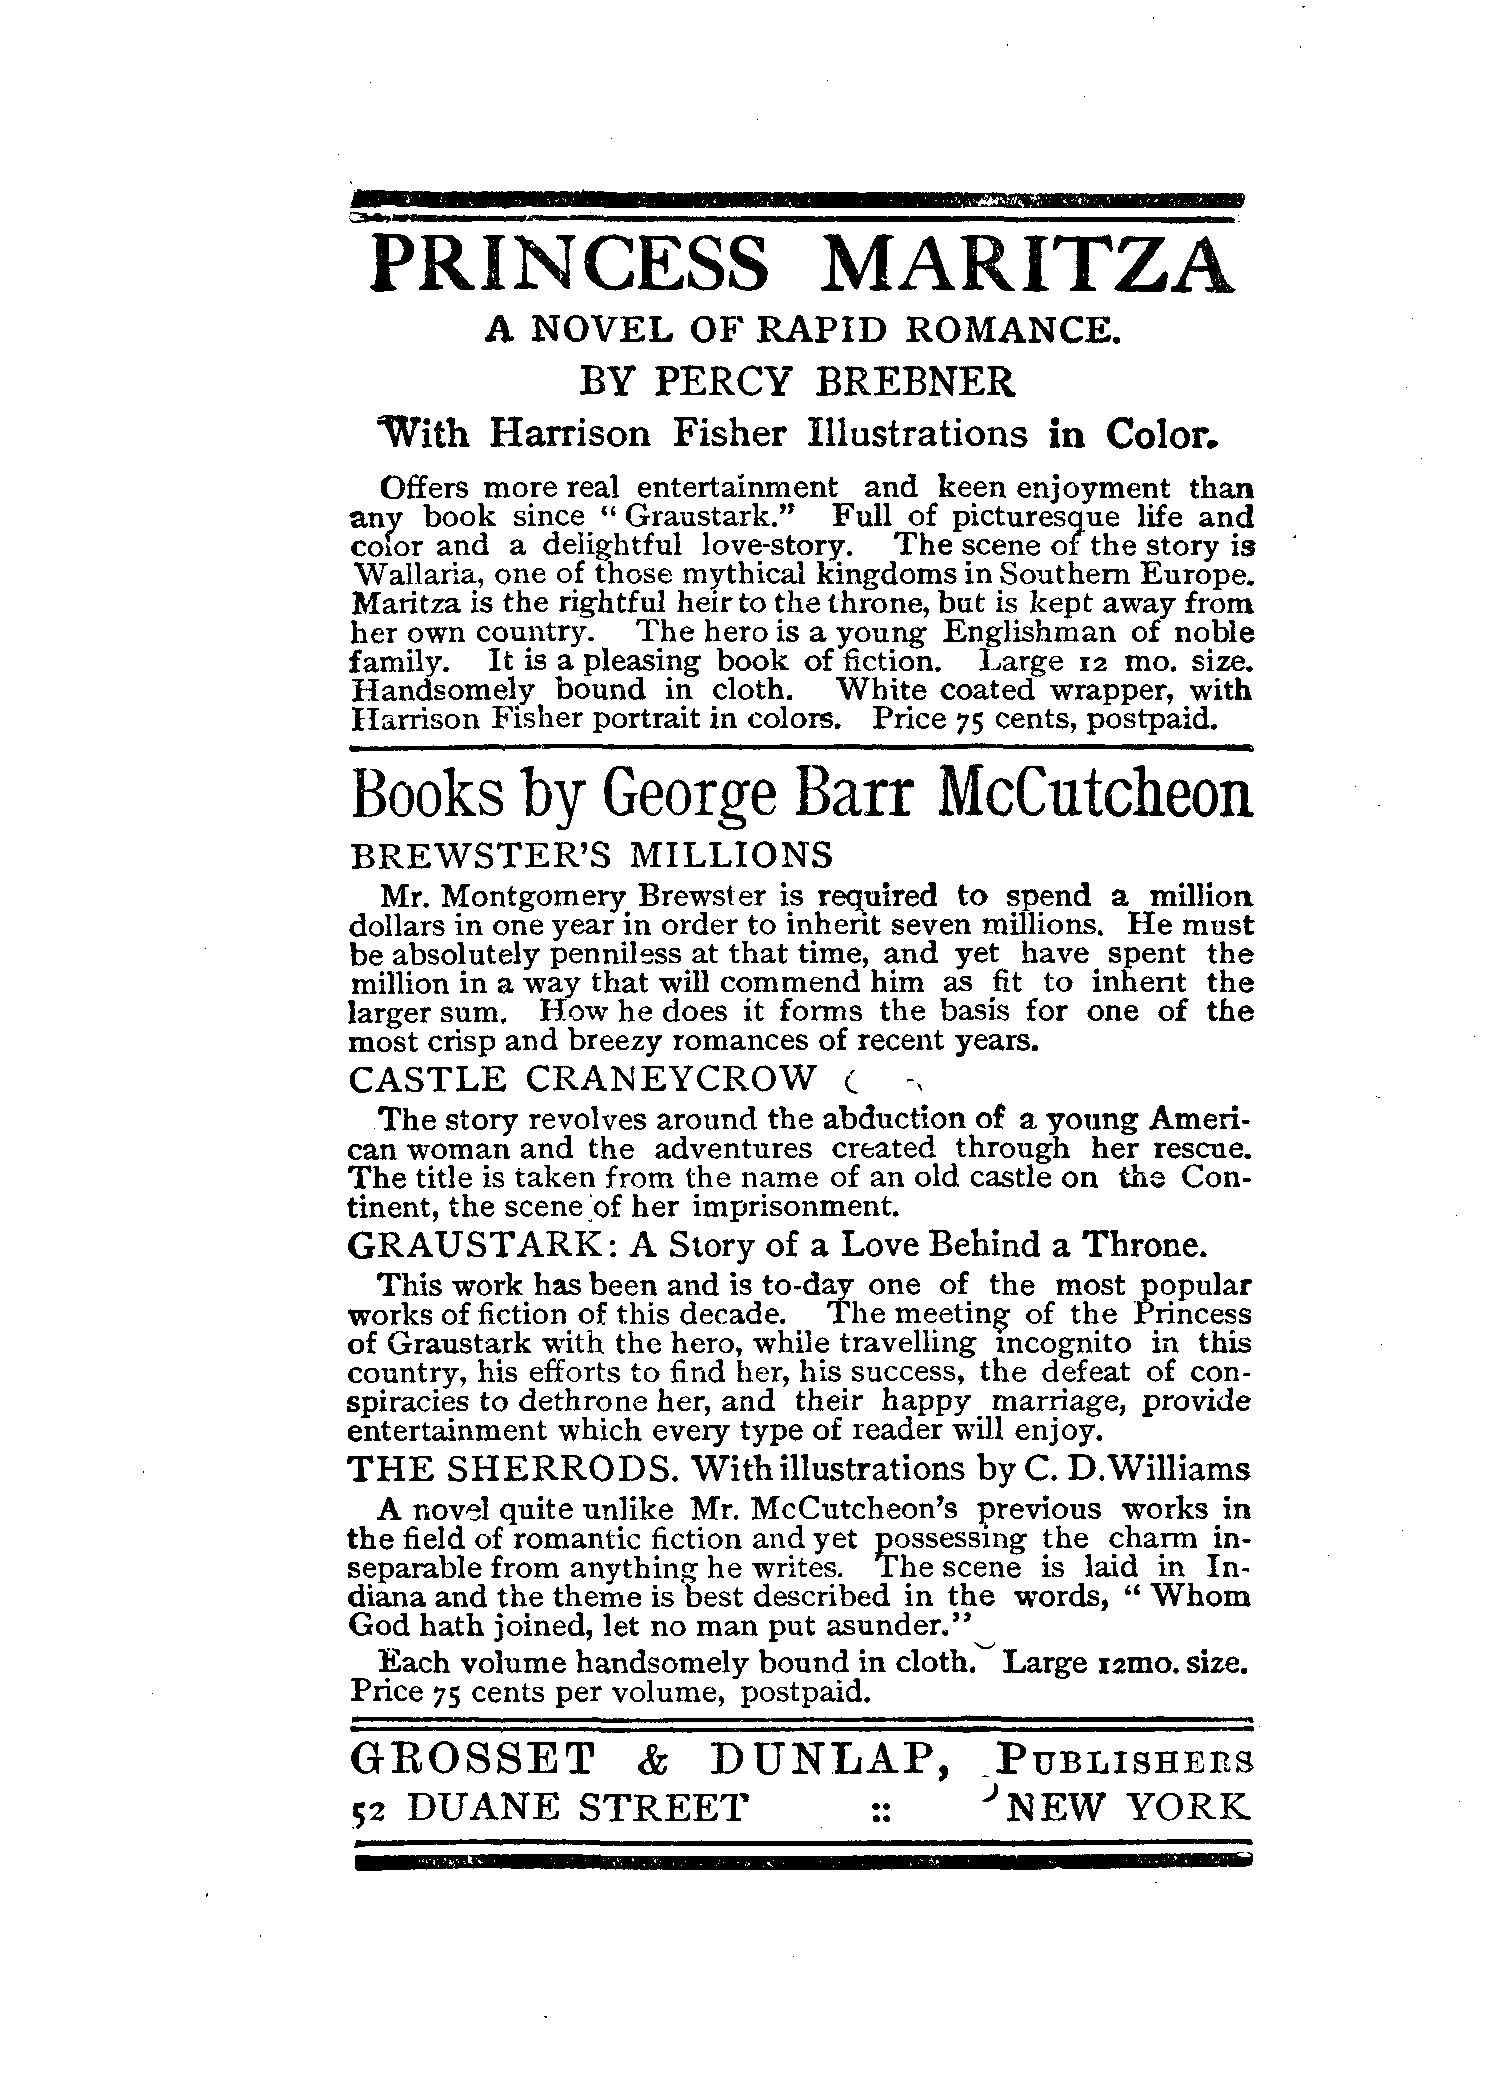 PRINCESS MARITZA
A NOVEL OF RAPID ROMANCE.
BY PERCY BREBNER
With Harrison Fisher Illustrations in Color.
Offers more real entertainment and keen enjoyment than
any book since "Graustark." Full of picturesque life and
color and a delightful love-story. The scene of the story is
Wallaria, one of those mythical kingdoms in Southern Europe.
Maritza is the rightful heir to the throne, but is kept away from
her own country. The hero is a young Englishman of noble
family. It is a pleasing book of fiction. Large 12 mo. size.
Handsomely bound in cloth. White coated wrapper, with
Harrison Fisher portrait in colors. Price 75 cents, postpaid.
Books by George Barr McCutcheon
BREWSTER'S MILLIONS
Mr. Montgomery Brewster is required to spend a million
dollars in one year in order to inherit seven millions. He must
be absolutely penniless at that time, and yet have spent the
million in a way that will commend him as fit to inherit the
larger sum. How he does it forms the basis for one of the
most crisp and breezy romances of recent years.
CASTLE CRANEYCROW
The story revolves around the abduction of a young Ameri-
can woman and the adventures created through her rescue.
The title is taken from the name of an old castle on the Con-
tinent, the scene of her imprisonment.
GRAUSTARK: A Story of a Love Behind a Throne.
This work has been and is to-day one of the most popular
works of fiction of this decade. The meeting of the Princess
of Graustark with the hero, while travelling incognito in this
country, his efforts to find her, his success, the defeat of con-
spiracies to dethrone her, and their happy marriage, provide
entertainment which every type of reader will enjoy.
THE SHERRODS. With illustrations by C. D. Williams
A novel quite unlike Mr. McCutcheon's previous works in
the field of romantic fiction and yet possessing the charm in-
separable from anything he writes. The scene is laid in In-
diana and the theme is best described in the words, "Whom
God hath joined, let no man put asunder."
Each volume handsomely bound in cloth. Large 12mo. size.
Price 75 cents per volume, postpaid.
GROSSET & DUNLAP, PUBLISHERS
52 DUANE STREET :: NEW YORK